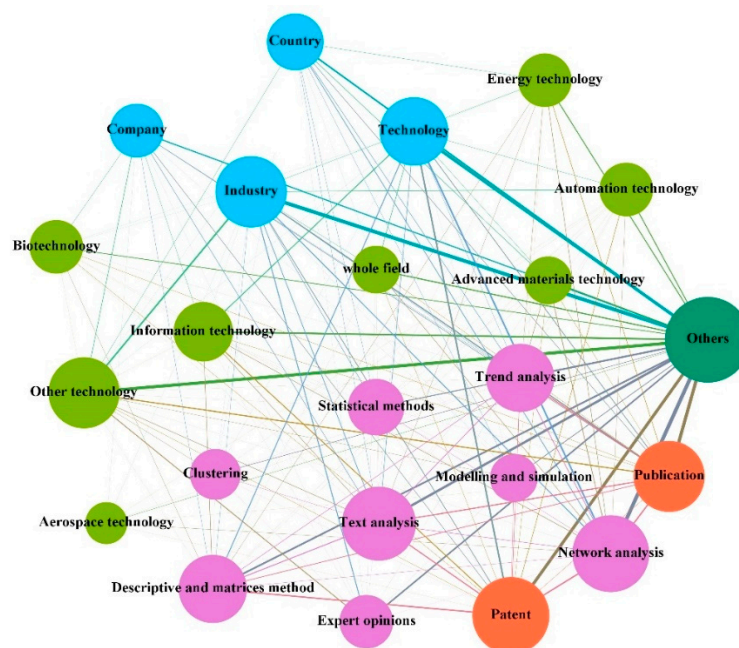 Country
Energy technology
Company
Technology
Industry
Automation technology
Biotechnology
whole field
Advanced materials technology
Information technology
Others
Other technology
Trend analysis
Statistical methods
Clustering
Modelling and simulation
Publication
Aerospace technology
Text analysis
Network analysis
Descriptive and matrices method
Expert opinions
Patent